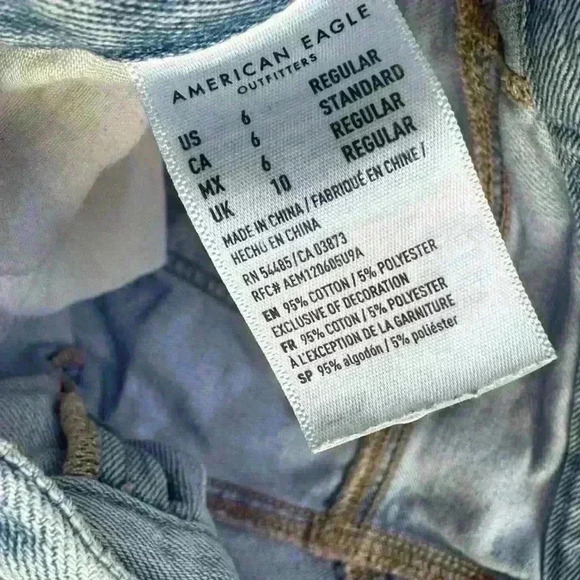 AMERICAN EAGLE
OUTFITTERS
US 6 REGULAR
CA 6 STANDARD
MX 6 REGULAR
UK 10 REGULAR
MADE IN CHINA / FABRIQUÉ EN CHINE /
HECHO EN CHINA
RN 54485/CA 03873
RFC# AEM120605U9A
EM 95% COTTON / 5% POLYESTER
EXCLUSIVE OF DECORATION
FR 95% COTON / 5% POLYESTER
À L'EXCEPTION DE LA GARNITURE
SP 95% algodón / 5% poliéster